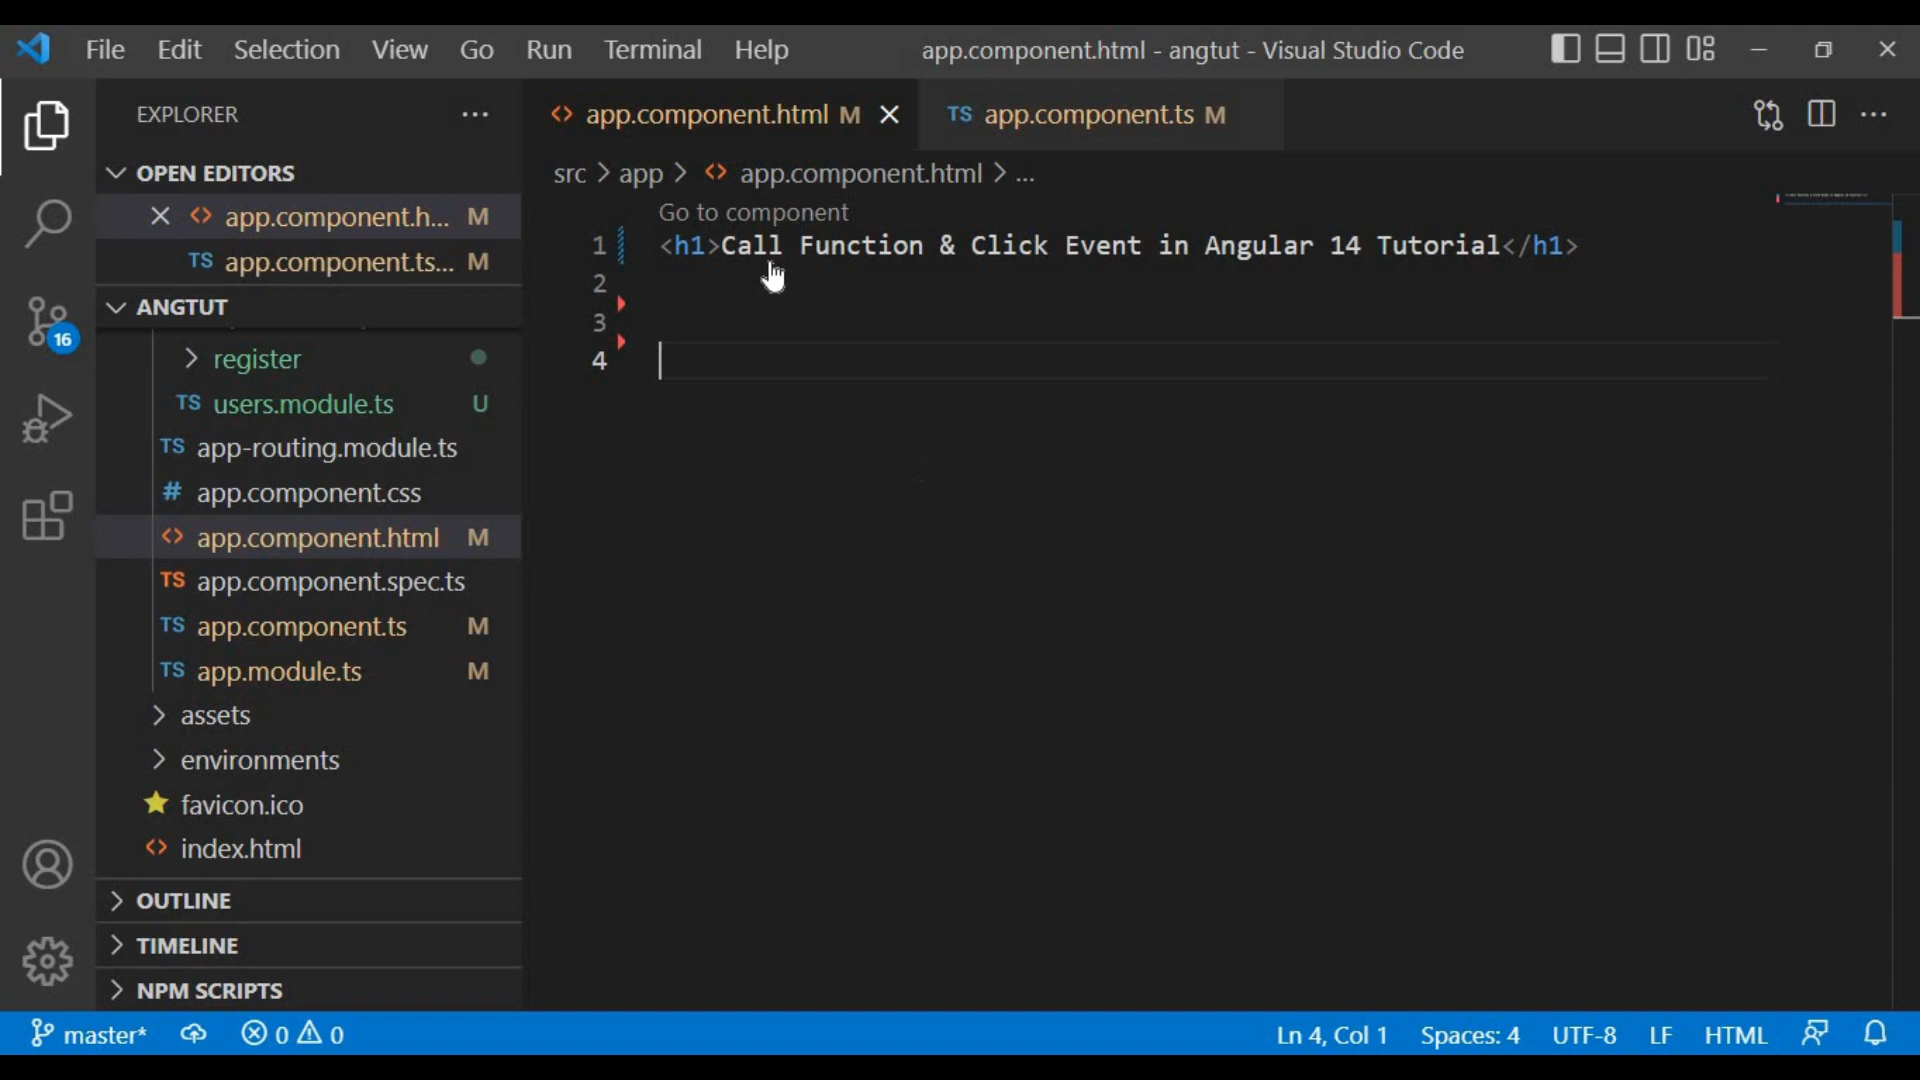 File Edit Selection View Go Run Terminal Help app.component.html - angtut - Visual Studio Code
EXPLORER
OPEN EDITORS
app.component.h... M
TS app.component.ts... M
ANGTUT
register
TS users.module.ts U
TS app-routing.module.ts
# app.component.css
<> app.component.html M
TS app.component.spec.ts
TS app.component.ts M
TS app.module.ts M
assets
environments
favicon.ico
<> index.html
OUTLINE
TIMELINE
NPM SCRIPTS
16
<> app.component.html M TS app.component.ts M
src > app > <> app.component.html > ...
Go to component
1 <h1>Call Function & Click Event in Angular 14 Tutorial</h1>
2
3
4
master* 0 0 Ln 4, Col 1 Spaces: 4 UTF-8 LF HTML